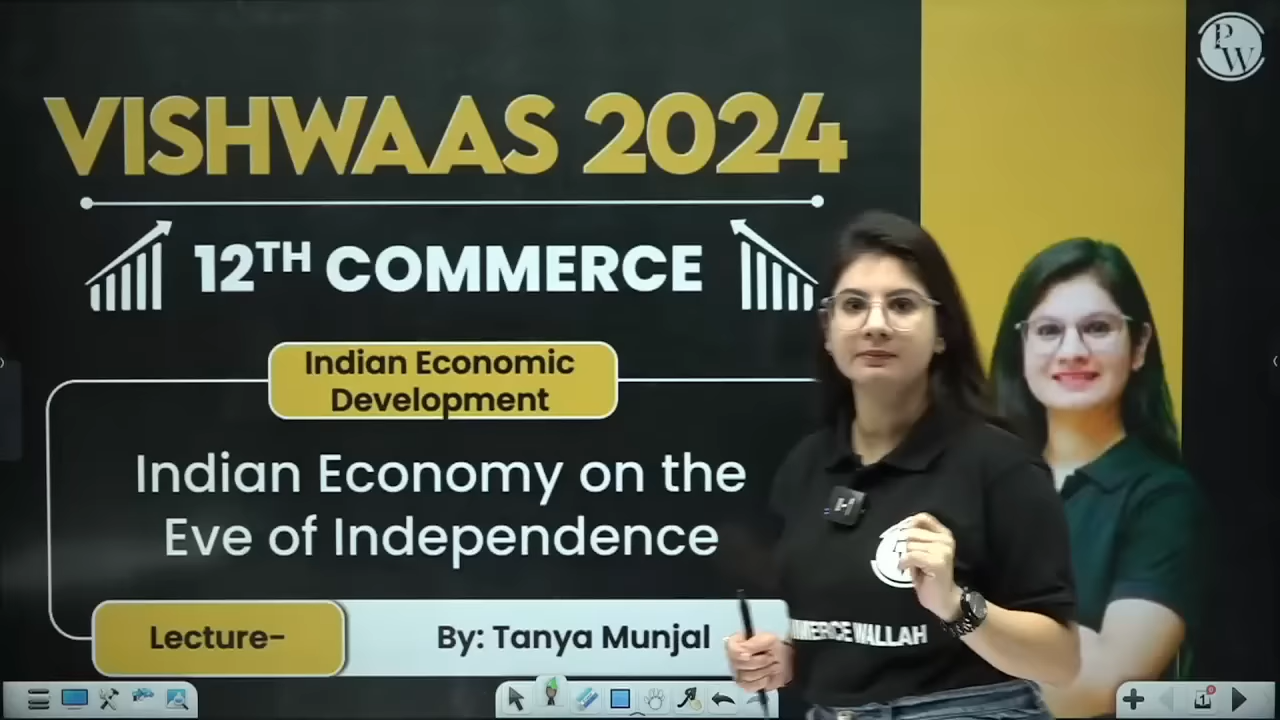 PW
VISHWAAS 2024
12TH COMMERCE
Indian Economic
Development
Indian Economy on the
Eve of Independence
Lecture-
By: Tanya Munjal
WALLAH